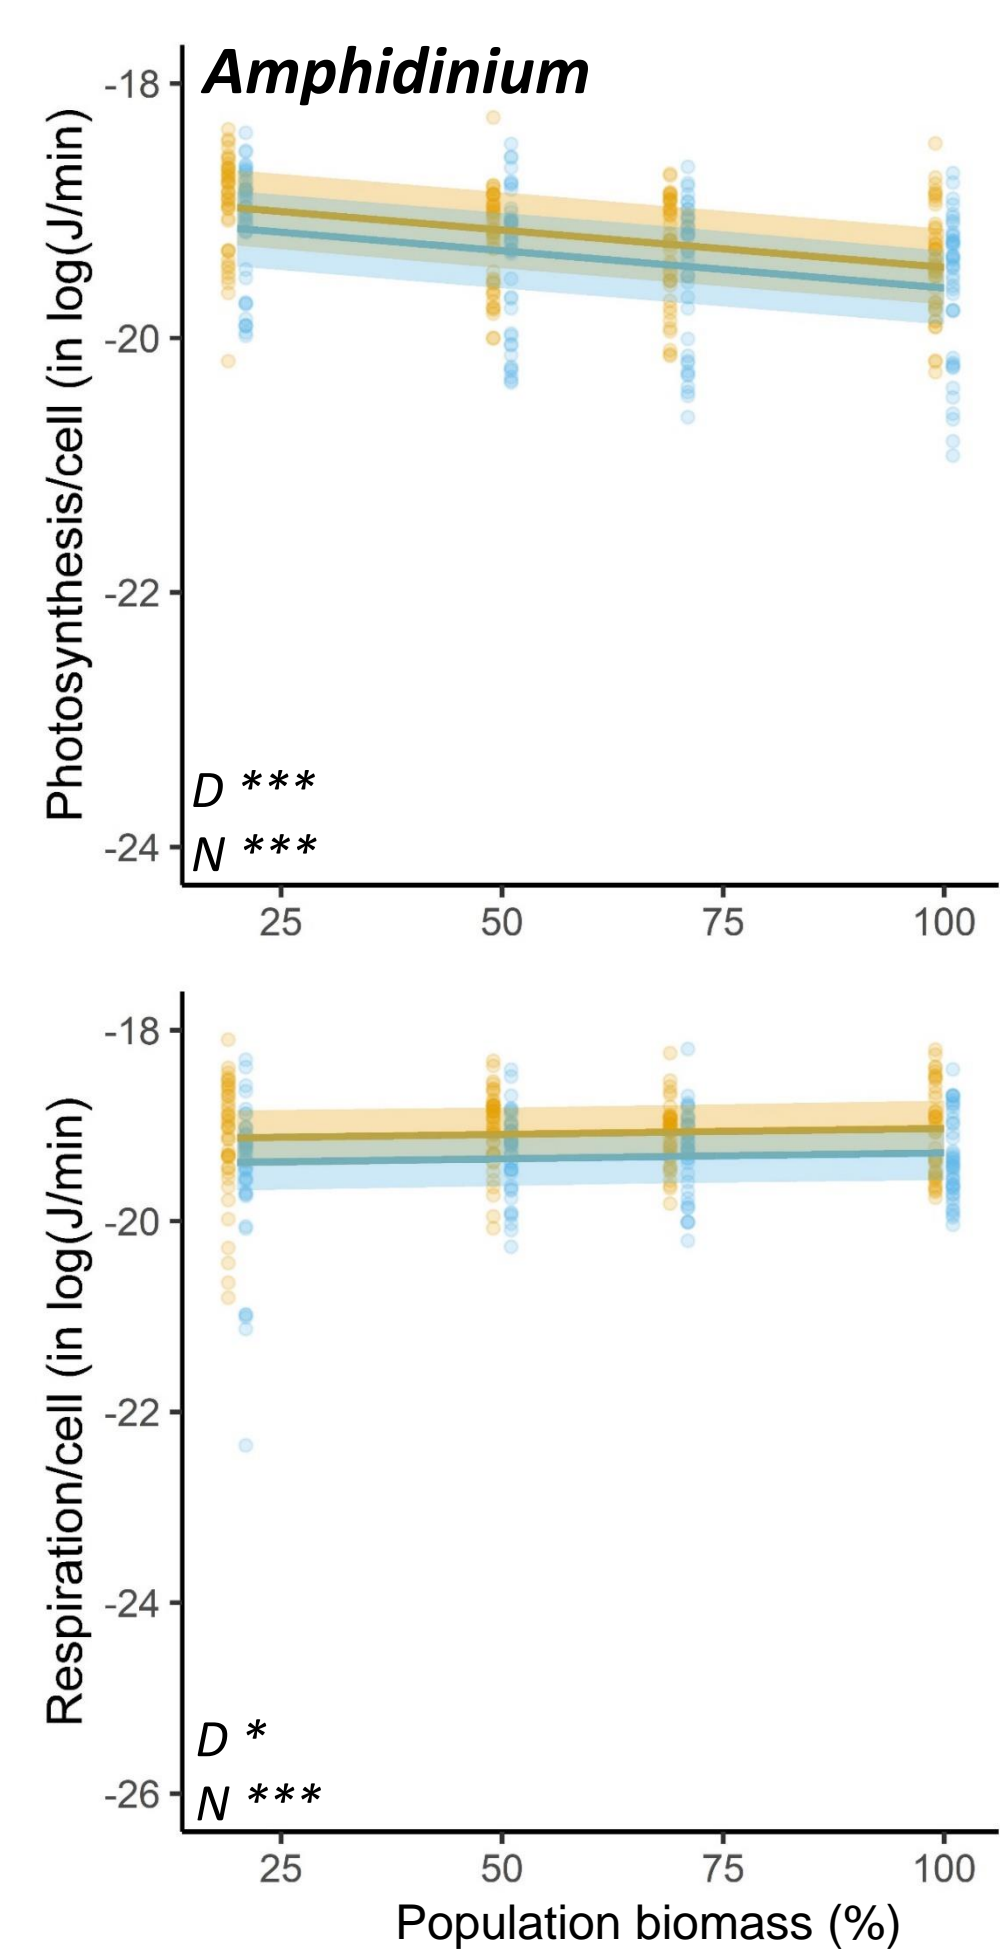 Amphidinium
Photosynthesis/cell (in log(J/min)
-18
-20
-22
-24
D ***
N ***
25 50 75 100
Respiration/cell (in log(J/min)
-18
-20
-22
-24
-26
D *
N ***
25 50 75 100
Population biomass (%)